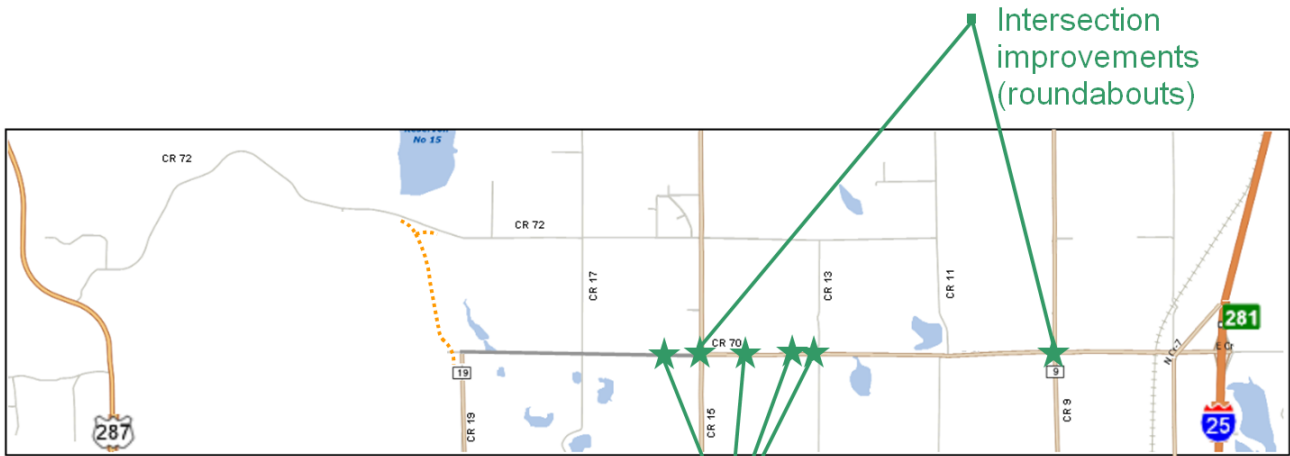 Intersection
improvements
(roundabouts)
No 15
CR 72
CR 72
CR 17
CR 13
CR 11
281
CR 70
E Cr
N Cr-7
19
9
CR 19
CR 15
CR 9
287
25